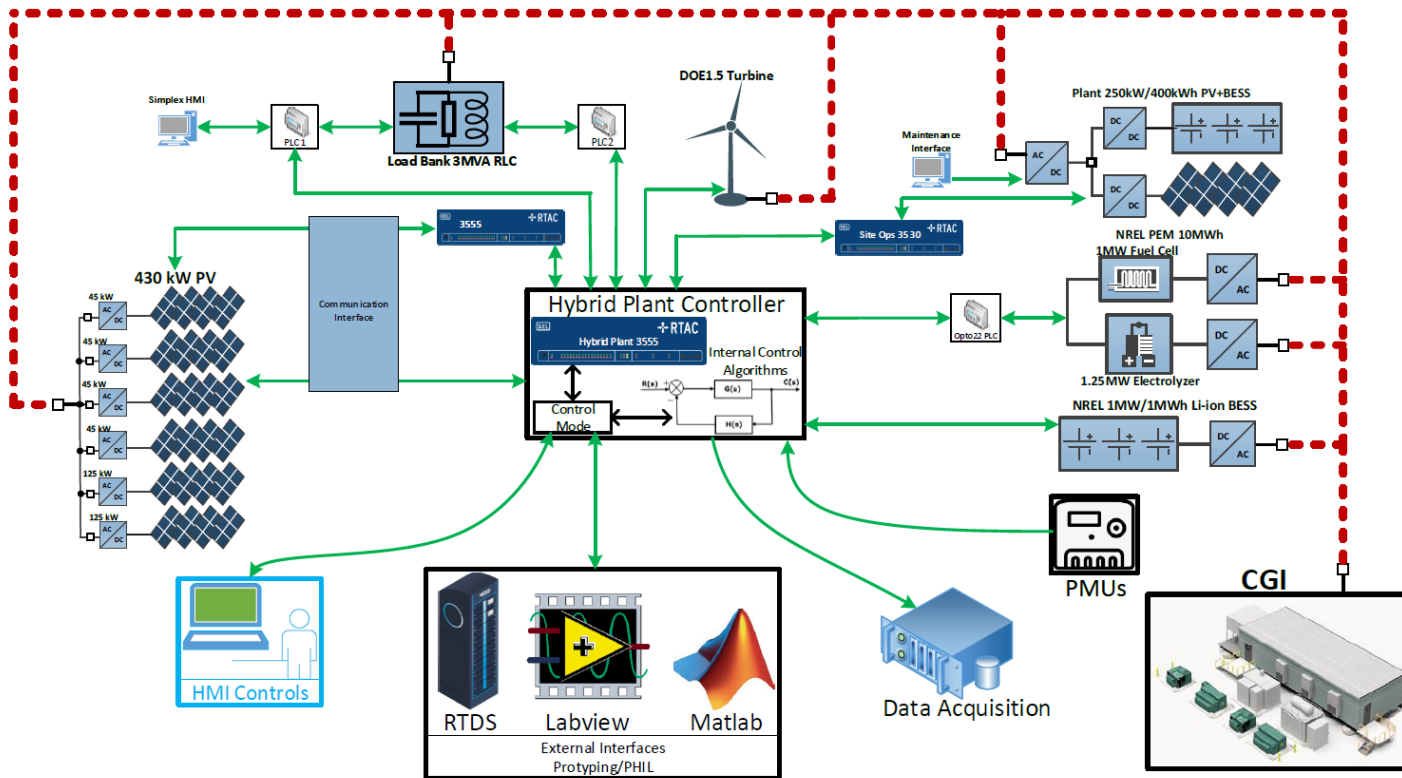 Simplex HMI
PLC 1
Load Bank 3MVA RLC
PLC2
DOE1.5 Turbine
Maintenance
Interface
Plant 250kW/400kWh PV+BESS
AC
DC
DC
DC
DC
DC
SEL
3555
RTAC
SEL
Site Ops 3530
RTAC
NREL PEM 10MWh
1MW Fuel Cell
DC
AC
Opto22 PLC
1.25MW Electrolyzer
DC
AC
NREL 1MW/1MWh Li-ion BESS
DC
AC
430 kW PV
45 kW
AC
DC
45 kW
AC
DC
45 kW
AC
DC
45 kW
AC
DC
125 kW
AC
DC
125 kW
AC
DC
Communication
Interface
Hybrid Plant Controller
SEL
RTAC
Hybrid Plant 3555
Internal Control
Algorithms
R(s)
+
−
G(s)
C(s)
H(s)
Control
Mode
HMI Controls
RTDS
Labview
Matlab
External Interfaces
Protyping/PHIL
Data Acquisition
PMUs
CGI